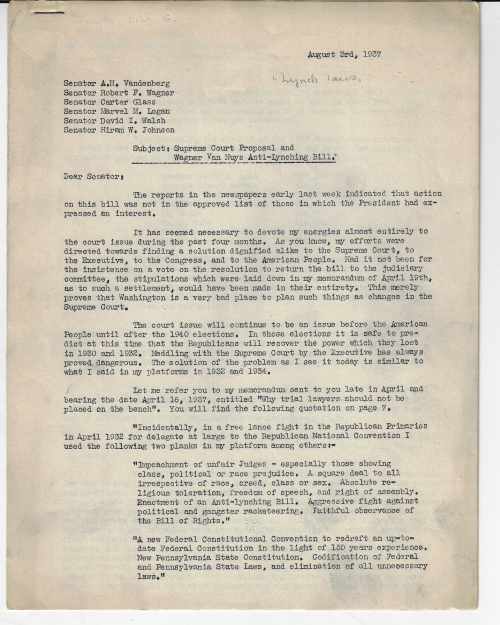 August 3rd, 1937
"Lynch Laws.
Senator A.H. Vandenberg
Senator Robert F. Wagner
Senator Carter Glass
Senator Marvel M. Logan
Senator David I. Walsh
Senator Hiram W. Johnson
Subject: Supreme Court Proposal and
Wagner Van Nuys Anti-Lynching Bill."
Dear Senator:
The reports in the newspapers early last week indicated that action
on this bill was not in the approved list of those in which the President had ex-
pressed an interest.
It has seemed necessary to devote my energies almost entirely to
the court issue during the past four months. As you know, my efforts were
directed towards finding a solution dignified alike to the Supreme Court, to
the Executive, to the Congress, and to the American People. Had it not been for
the insistence on a vote on the resolution to return the bill to the judiciary
committee, the stipulations which were laid down in my memorandum of April 19th,
as to such a settlement, would have been made in their entirety. This merely
proves that Washington is a very bad place to plan such things as changes in the
Supreme Court.
The court issue will continue to be an issue before the American
People until after the 1940 elections. In those elections it is safe to pre-
dict at this time that the Republicans will recover the power which they lost
in 1930 and 1932. Meddling with the Supreme Court by the Executive has always
proved dangerous. The solution of the problem as I see it today is similar to
what I said in my platforms in 1932 and 1934.
Let me refer you to my memorandum sent to you late in April and
bearing the date April 16, 1937, entitled "Why trial lawyers should not be
placed on the bench". You will find the following quotation on page 7.
"Incidentally, in a free lance fight in the Republican Primaries
in April 1932 for delegate at large to the Republican National Convention I
used the following two planks in my platform among others:-
"Impeachment of unfair Judges - especially those showing
class, political or race prejudice. A square deal to all
irrespective of race, creed, class or sex. Absolute re-
ligious toleration, freedom of speech, and right of assembly.
Enactment of an Anti-Lynching Bill. Aggressive fight against
political and gangster racketeering. Faithful observance of
the Bill of Rights."
"A new Federal Constitutional Convention to redraft an up-to-
date Federal Constitution in the light of 150 years experience.
New Pennsylvania State Constitution. Codification of Federal
and Pennsylvania State Laws, and elimination of all unnecessary
laws."